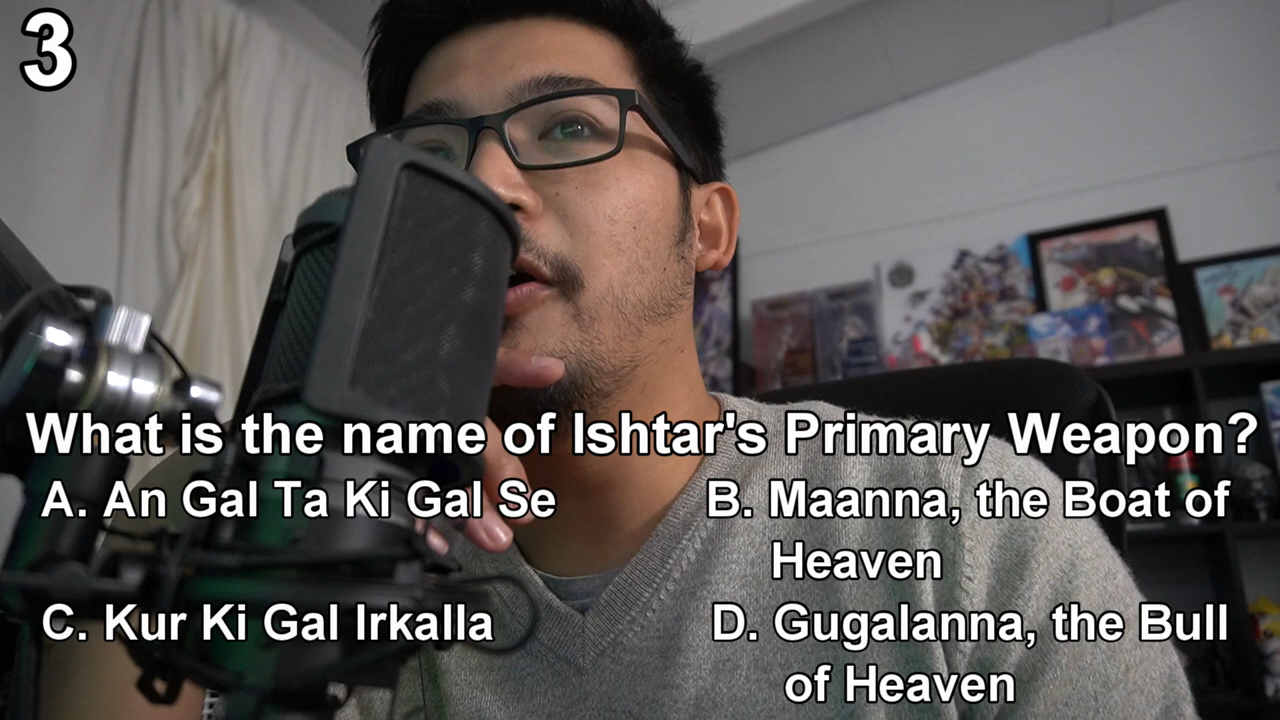 3
What is the name of Ishtar's Primary Weapon?
A. An Gal Ta Ki Gal Se
B. Maanna, the Boat of
Heaven
C. Kur Ki Gal Irkalla
D. Gugalanna, the Bull
of Heaven